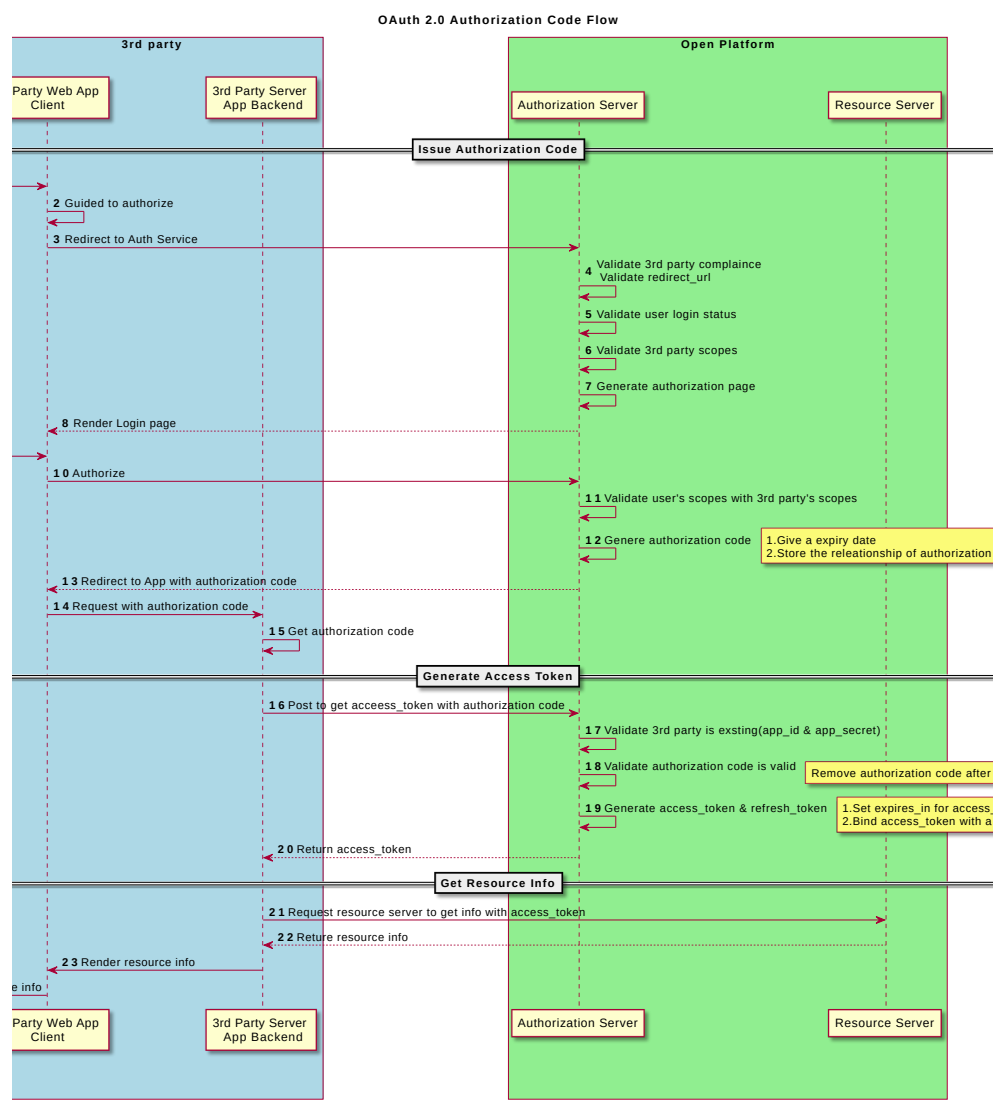 OAuth 2.0 Authorization Code Flow
3rd party
Open Platform
Party Web App
Client
3rd Party Server
App Backend
Authorization Server
Resource Server
Issue Authorization Code
2 Guided to authorize
3 Redirect to Auth Service
4 Validate 3rd party complaince
Validate redirect_url
5 Validate user login status
6 Validate 3rd party scopes
7 Generate authorization page
8 Render Login page
10 Authorize
11 Validate user's scopes with 3rd party's scopes
12 Genere authorization code
1.Give a expiry date
2.Store the releationship of authorization
13 Redirect to App with authorization code
14 Request with authorization code
15 Get authorization code
Generate Access Token
16 Post to get acceess_token with authorization code
17 Validate 3rd party is exsting(app_id & app_secret)
18 Validate authorization code is valid
Remove authorization code after
19 Generate access_token & refresh_token
1.Set expires_in for access_
2.Bind access_token with a
20 Return access_token
Get Resource Info
21 Request resource server to get info with access_token
22 Reture resource info
23 Render resource info
e info
Party Web App
Client
3rd Party Server
App Backend
Authorization Server
Resource Server